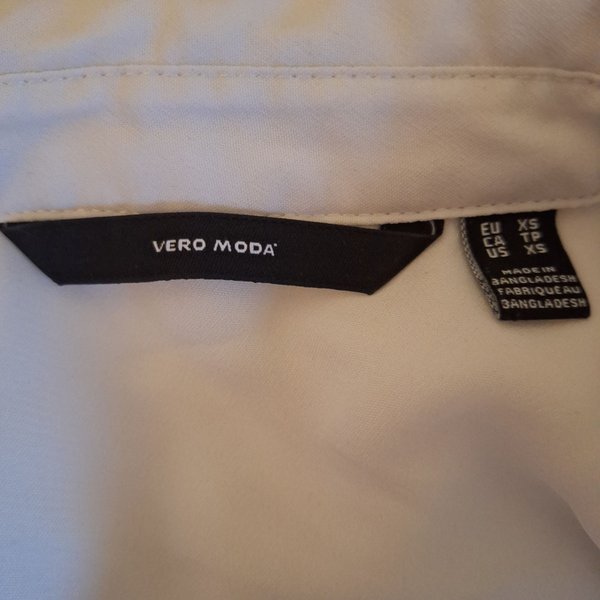 VERO MODA
EU XS
CA TP
US XS
MADE IN
BANGLADESH
FABRIQUE AU
BANGLADESH